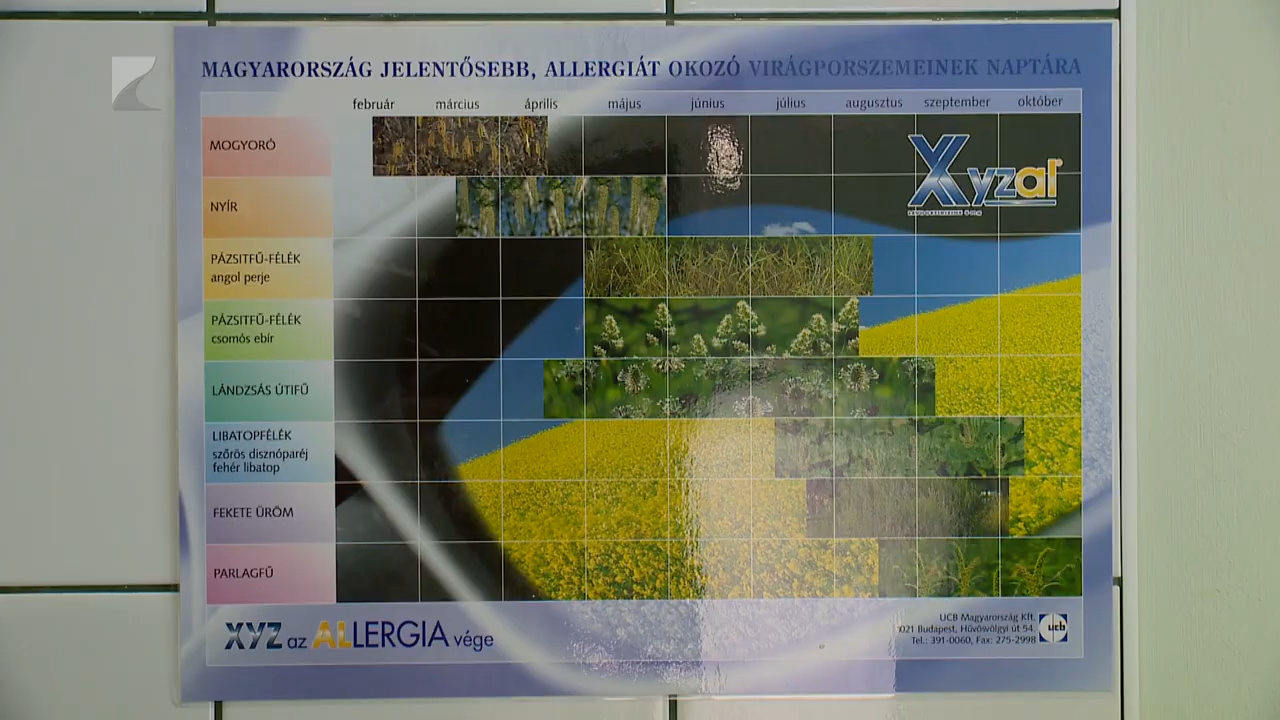 MAGYARORSZÁG JELENTŐSEBB, ALLERGIÁT OKOZÓ VIRÁGPORSZEMEINEK NAPTÁRA
február március április május június július augusztus szeptember október
MOGYORÓ
Xyzal
NYÍR
PÁZSITFŰ-FÉLÉK
angol perje
PÁZSITFŰ-FÉLÉK
csomós ebír
LÁNDZSÁS ÚTIFŰ
LIBATOPFÉLÉK
szőrös disznóparéj
fehér libatop
FEKETE ÜRÖM
PARLAGFŰ
XYZ az ALLERGIA vége
UCB Magyarország Kft.
1021 Budapest, Hűvösvölgyi út 54.
Tel.: 391-0060, Fax: 275-2998
ucb